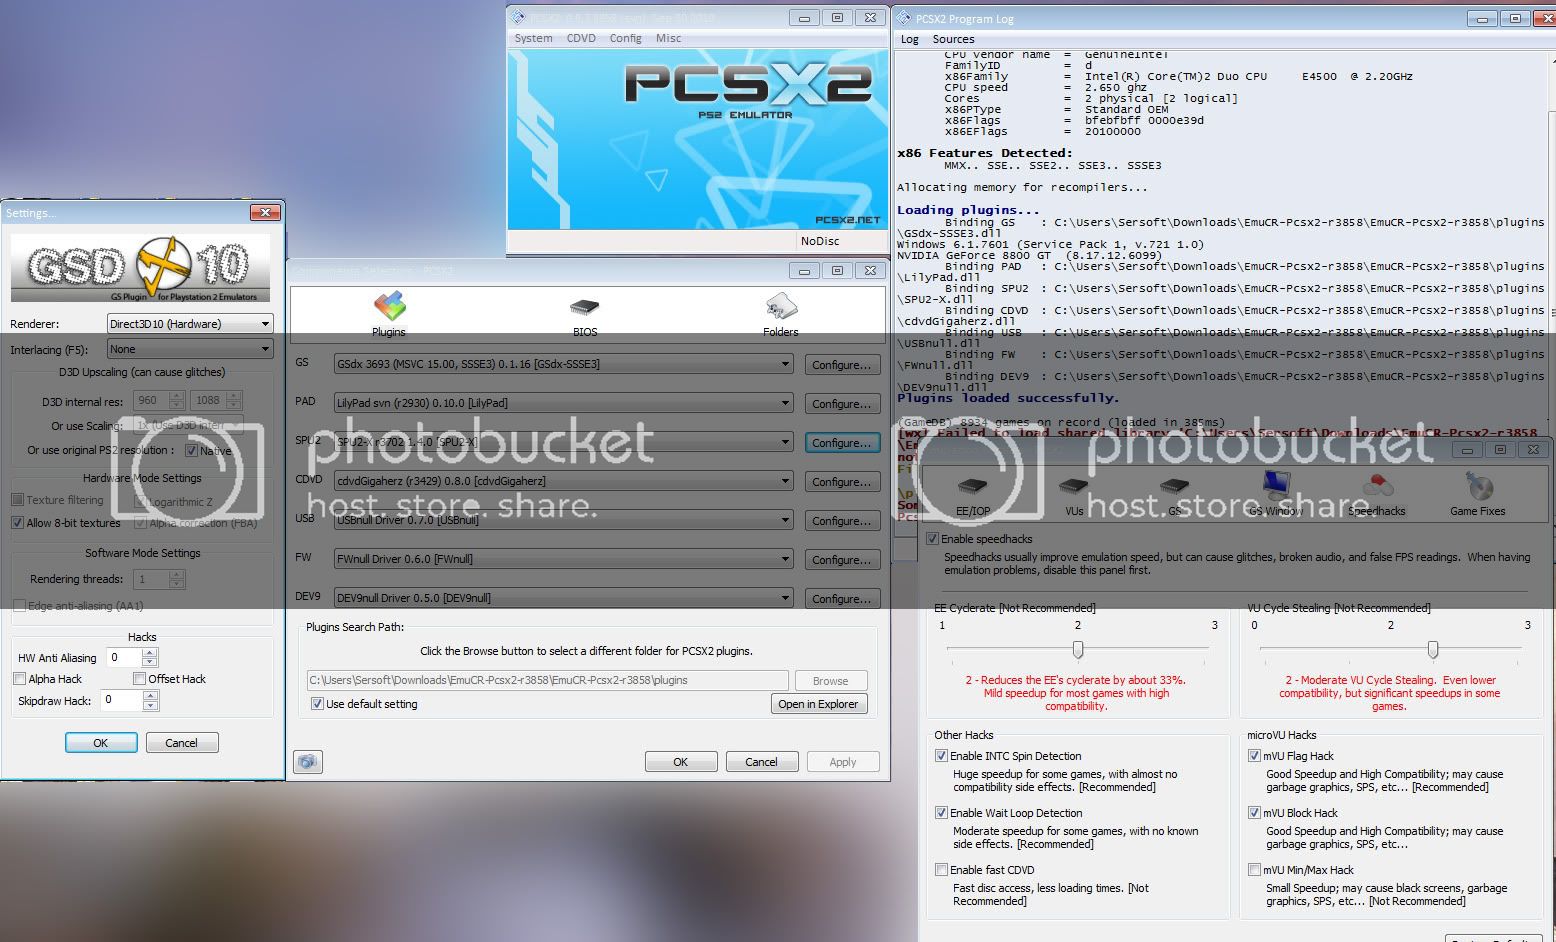 PCSX2 0.9.7.3858 (svn) Sep 30 2010
System CDVD Config Misc
PCSX2
PS2 EMULATOR
PCSX2.NET
NoDisc
PCSX2 Program Log
Log Sources
CPU vendor name = GenuineIntel
FamilyID = d
x86Family = Intel(R) Core(TM)2 Duo CPU E4500 @ 2.20GHz
CPU speed = 2.650 ghz
Cores = 2 physical [2 logical]
x86PType = Standard OEM
x86Flags = bfebfbff 0000e39d
x86EFlags = 20100000
x86 Features Detected:
MMX.. SSE.. SSE2.. SSE3.. SSSE3
Allocating memory for recompilers...
Loading plugins...
Binding GS : C:\Users\Sersoft\Downloads\EmuCR-Pcsx2-r3858\EmuCR-Pcsx2-r3858\plugins
\GSdx-SSSE3.dll
Windows 6.1.7601 (Service Pack 1, v.721 1.0)
NVIDIA GeForce 8800 GT (8.17.12.6099)
Binding PAD : C:\Users\Sersoft\Downloads\EmuCR-Pcsx2-r3858\EmuCR-Pcsx2-r3858\plugins
\LilyPad.dll
Binding SPU2 : C:\Users\Sersoft\Downloads\EmuCR-Pcsx2-r3858\EmuCR-Pcsx2-r3858\plugins
\SPU2-X.dll
Binding CDVD : C:\Users\Sersoft\Downloads\EmuCR-Pcsx2-r3858\EmuCR-Pcsx2-r3858\plugins
\cdvdGigaherz.dll
Binding USB : C:\Users\Sersoft\Downloads\EmuCR-Pcsx2-r3858\EmuCR-Pcsx2-r3858\plugins
\USBnull.dll
Binding FW : C:\Users\Sersoft\Downloads\EmuCR-Pcsx2-r3858\EmuCR-Pcsx2-r3858\plugins
\FWnull.dll
Binding DEV9 : C:\Users\Sersoft\Downloads\EmuCR-Pcsx2-r3858\EmuCR-Pcsx2-r3858\plugins
\DEV9null.dll
Plugins loaded successfully.
(GameDB) 8934 games on record (loaded in 385ms)
[wx] Failed to load shared library 'C:\Users\Sersoft\Downloads\EmuCR-Pcsx2-r3858
Settings...
GSDX10
GS Plugin for Playstation 2 Emulators
Renderer: Direct3D10 (Hardware)
Interlacing (F5): None
D3D Upscaling (can cause glitches)
D3D internal res: 960 1088
Or use Scaling: 1x (Use D3D inter
Or use original PS2 resolution : Native
Hardware Mode Settings
Texture filtering Logarithmic Z
Allow 8-bit textures Alpha correction (FBA)
Software Mode Settings
Rendering threads: 1
Edge anti-aliasing (AA1)
Hacks
HW Anti Aliasing 0
Alpha Hack Offset Hack
Skipdraw Hack: 0
OK Cancel
Components Selection - PCSX2
Plugins BIOS Folders
GS GSdx 3693 (MSVC 15.00, SSSE3) 0.1.16 [GSdx-SSSE3] Configure...
PAD LilyPad svn (r2930) 0.10.0 [LilyPad] Configure...
SPU2 SPU2-X r3702 1.4.0 [SPU2-X] Configure...
CDVD cdvdGigaherz (r3429) 0.8.0 [cdvdGigaherz] Configure...
USB USBnull Driver 0.7.0 [USBnull] Configure...
FW FWnull Driver 0.6.0 [FWnull] Configure...
DEV9 DEV9null Driver 0.5.0 [DEV9null] Configure...
Plugins Search Path:
Click the Browse button to select a different folder for PCSX2 plugins.
C:\Users\Sersoft\Downloads\EmuCR-Pcsx2-r3858\EmuCR-Pcsx2-r3858\plugins Browse
Use default setting Open in Explorer
OK Cancel Apply
EE/IOP VUs GS GS Window Speedhacks Game Fixes
Enable speedhacks
Speedhacks usually improve emulation speed, but can cause glitches, broken audio, and false FPS readings. When having
emulation problems, disable this panel first.
EE Cyclerate [Not Recommended]
1 2 3
2 - Reduces the EE's cyclerate by about 33%.
Mild speedup for most games with high
compatibility.
VU Cycle Stealing [Not Recommended]
0 2 3
2 - Moderate VU Cycle Stealing. Even lower
compatibility, but significant speedups in some
games.
Other Hacks
Enable INTC Spin Detection
Huge speedup for some games, with almost no
compatibility side effects. [Recommended]
Enable Wait Loop Detection
Moderate speedup for some games, with no known
side effects. [Recommended]
Enable fast CDVD
Fast disc access, less loading times. [Not
Recommended]
microVU Hacks
mVU Flag Hack
Good Speedup and High Compatibility; may cause
garbage graphics, SPS, etc... [Recommended]
mVU Block Hack
Good Speedup and High Compatibility; may cause
garbage graphics, SPS, etc...
mVU Min/Max Hack
Small Speedup; may cause black screens, garbage
graphics, SPS, etc... [Not Recommended]
photobucket
host. store. share.
photobucket
host. store. share.